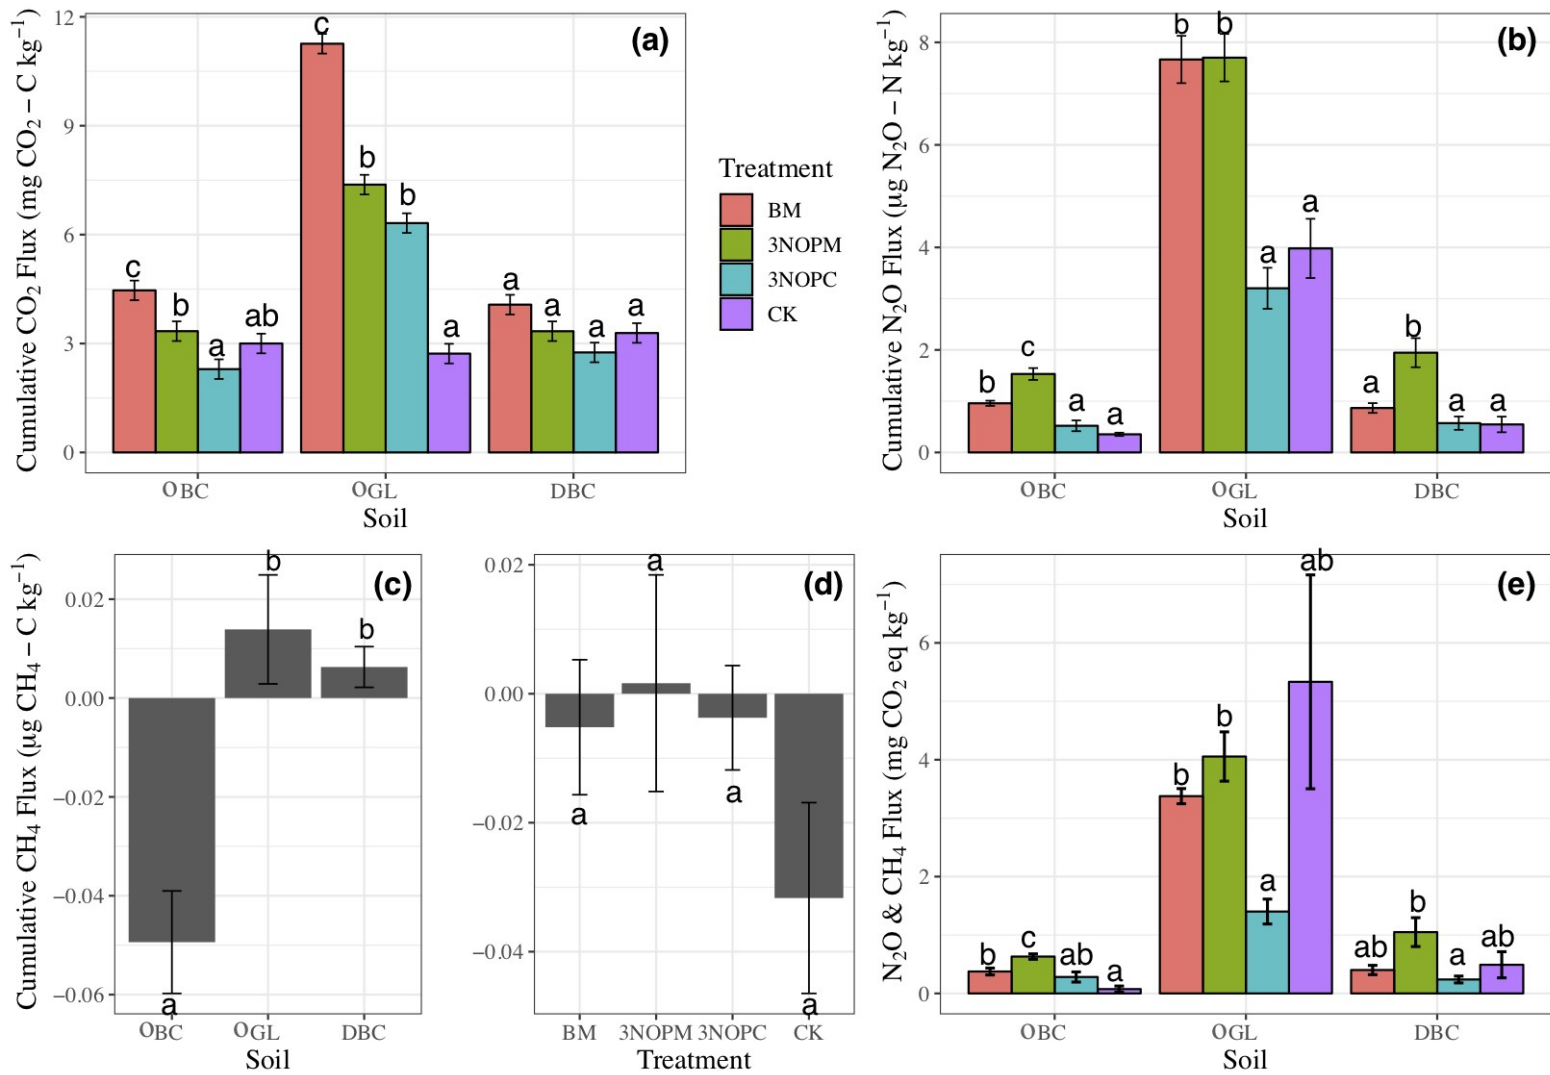 Cumulative CO₂ Flux (mg CO₂ − C kg⁻¹)
12
9
6
3
0
(a)
c
b
a
ab
c
b
b
a
a
a
a
a
OBC
OGL
DBC
Soil
Treatment
BM
3NOPM
3NOPC
CK
Cumulative N₂O Flux (µg N₂O − N kg⁻¹)
8
6
4
2
0
(b)
b
c
a
a
b
b
a
a
a
b
a
a
OBC
OGL
DBC
Soil
Cumulative CH₄ Flux (µg CH₄ − C kg⁻¹)
0.02
0.00
−0.02
−0.04
−0.06
(c)
a
b
b
OBC
OGL
DBC
Soil
0.02
0.00
−0.02
−0.04
(d)
a
a
a
a
BM
3NOPM
3NOPC
CK
Treatment
N₂O & CH₄ Flux (mg CO₂ eq kg⁻¹)
6
4
2
0
(e)
b
c
ab
a
b
b
a
ab
ab
b
a
ab
OBC
OGL
DBC
Soil